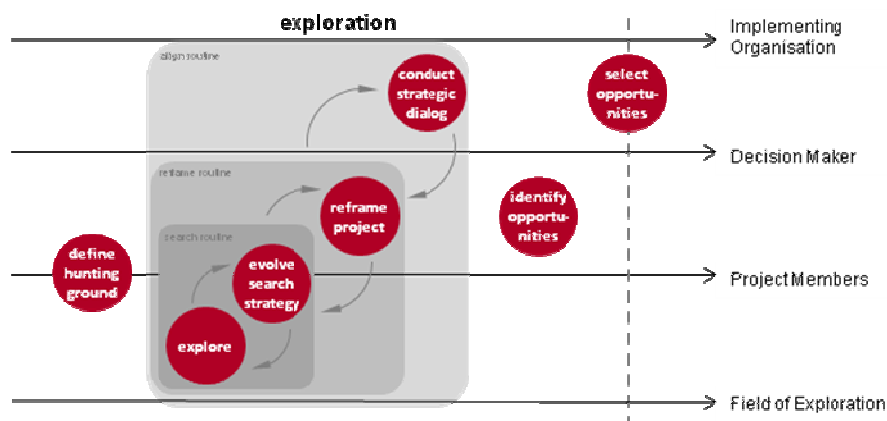 exploration
Implementing
Organisation
align routine
conduct
strategic
dialog
select
opportu-
nities
Decision Maker
reframe routine
reframe
project
identify
opportu-
nities
search routine
define
hunting
ground
evolve
search
strategy
Project Members
explore
Field of Exploration